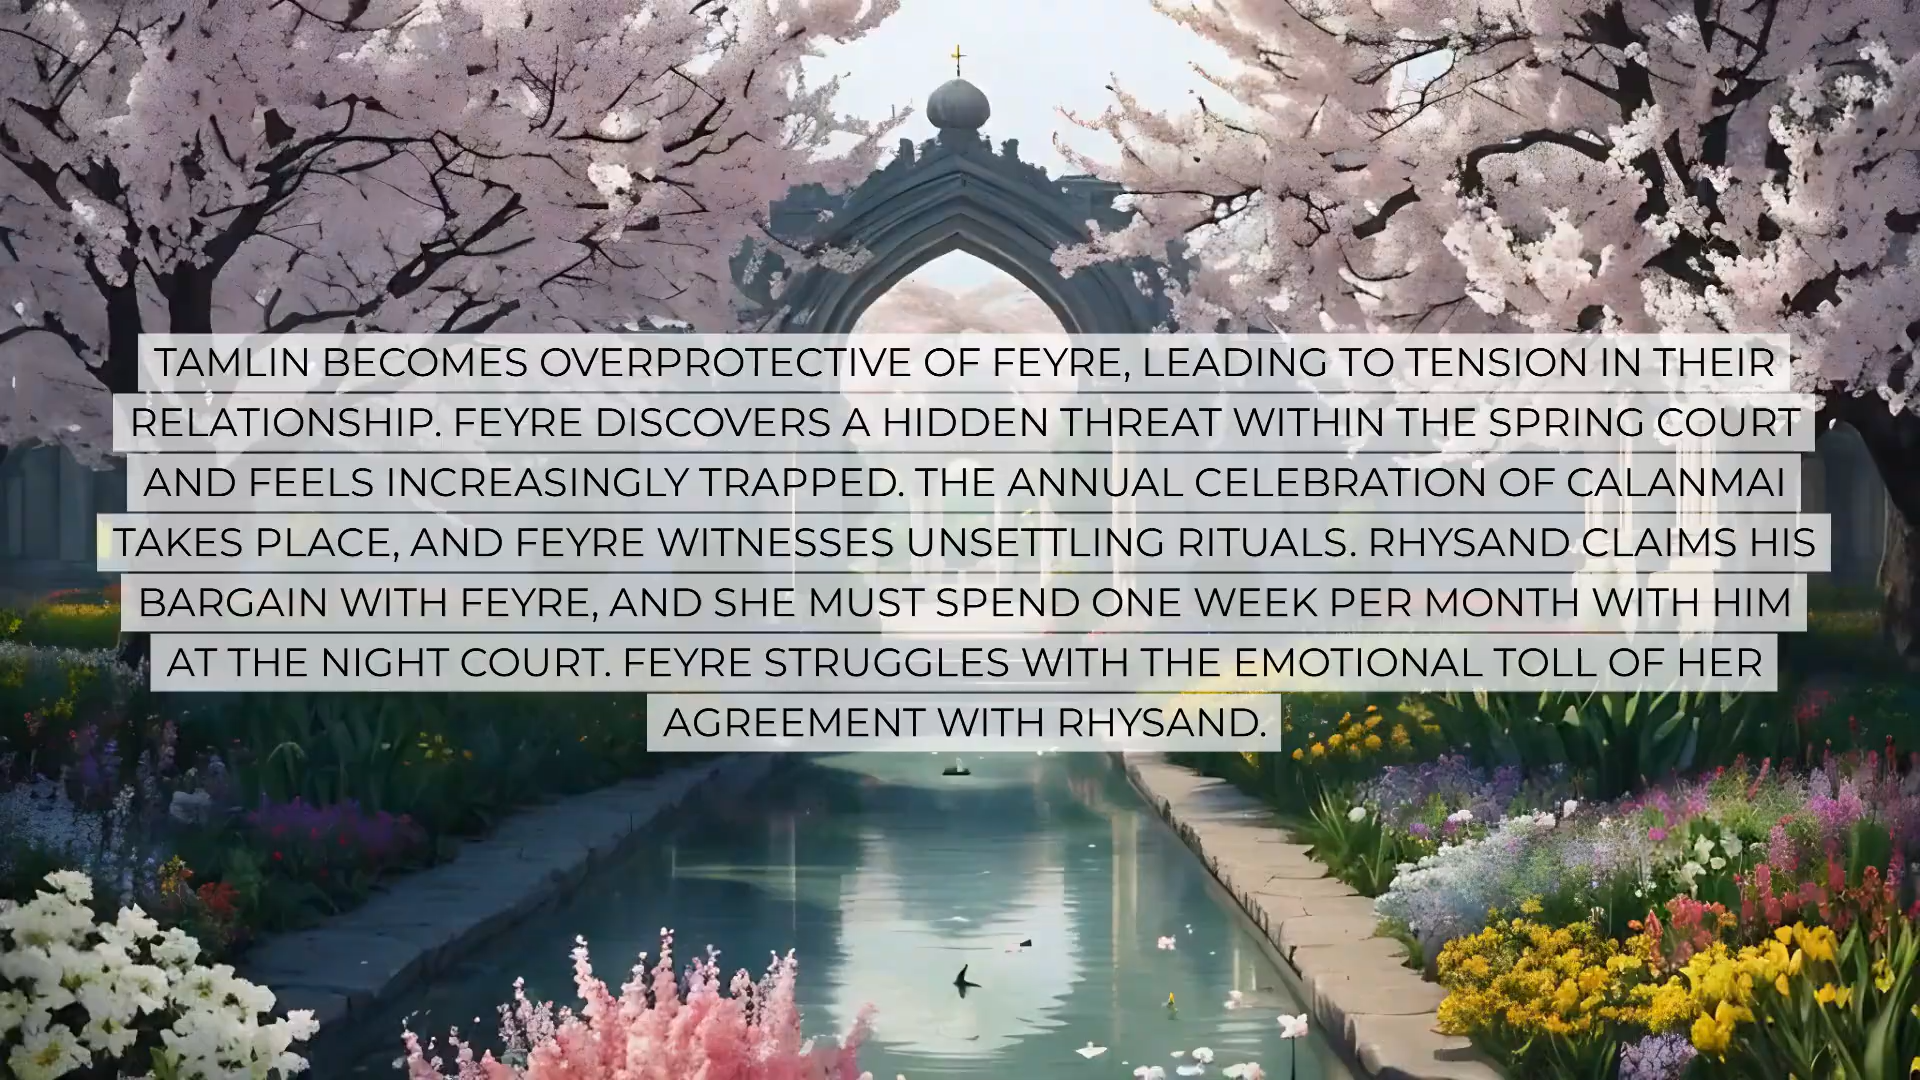 TAMLIN BECOMES OVERPROTECTIVE OF FEYRE, LEADING TO TENSION IN THEIR
RELATIONSHIP. FEYRE DISCOVERS A HIDDEN THREAT WITHIN THE SPRING COURT
AND FEELS INCREASINGLY TRAPPED. THE ANNUAL CELEBRATION OF CALANMAI
TAKES PLACE, AND FEYRE WITNESSES UNSETTLING RITUALS. RHYSAND CLAIMS HIS
BARGAIN WITH FEYRE, AND SHE MUST SPEND ONE WEEK PER MONTH WITH HIM
AT THE NIGHT COURT. FEYRE STRUGGLES WITH THE EMOTIONAL TOLL OF HER
AGREEMENT WITH RHYSAND.